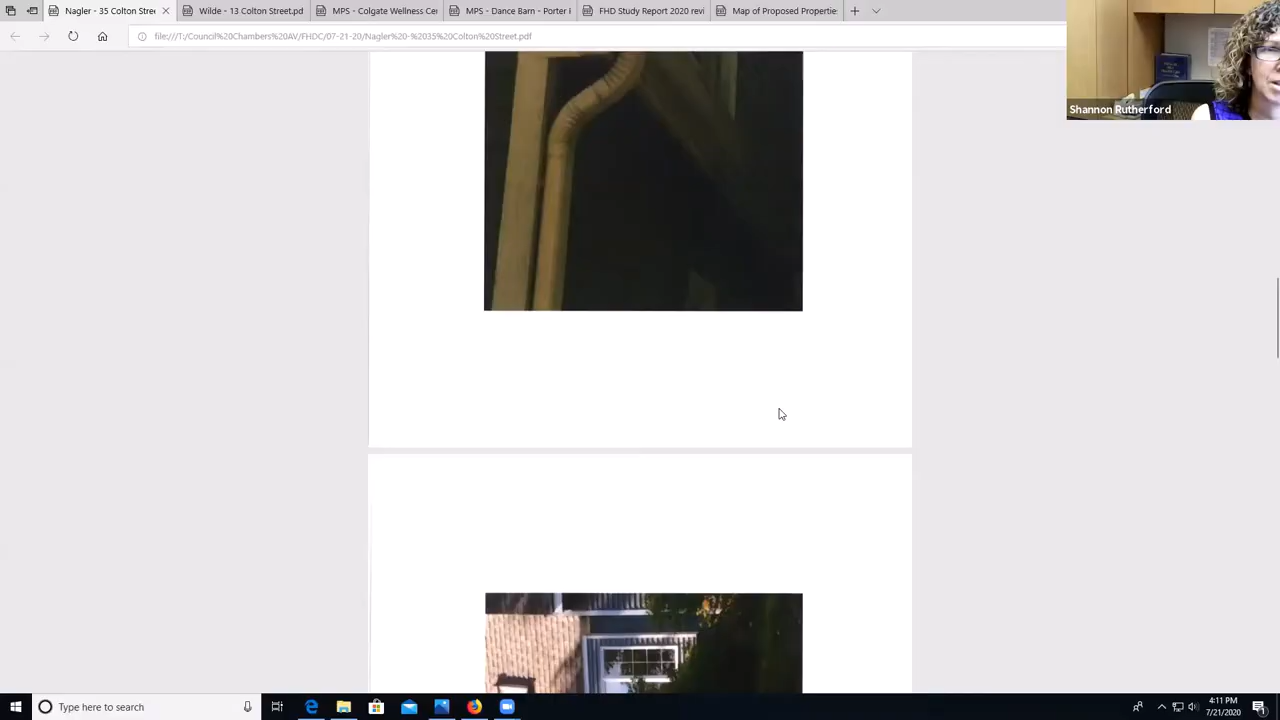 Nagler - 35 Colton Stre
Wilde - 13.Colton Street.pd
MPS - Colgate Wellness Ce
MPS - Dance Barn - Porter
FHD Study Report 2020 revi
Map of Proposed Propertie
file:///T:/Council%20Chambers%20AV/FHDC/07-21-20/Nagler%20-%2035%20Colton%20Street.pdf
Shannon Rutherford
Type here to search
4:11 PM
7/21/2020